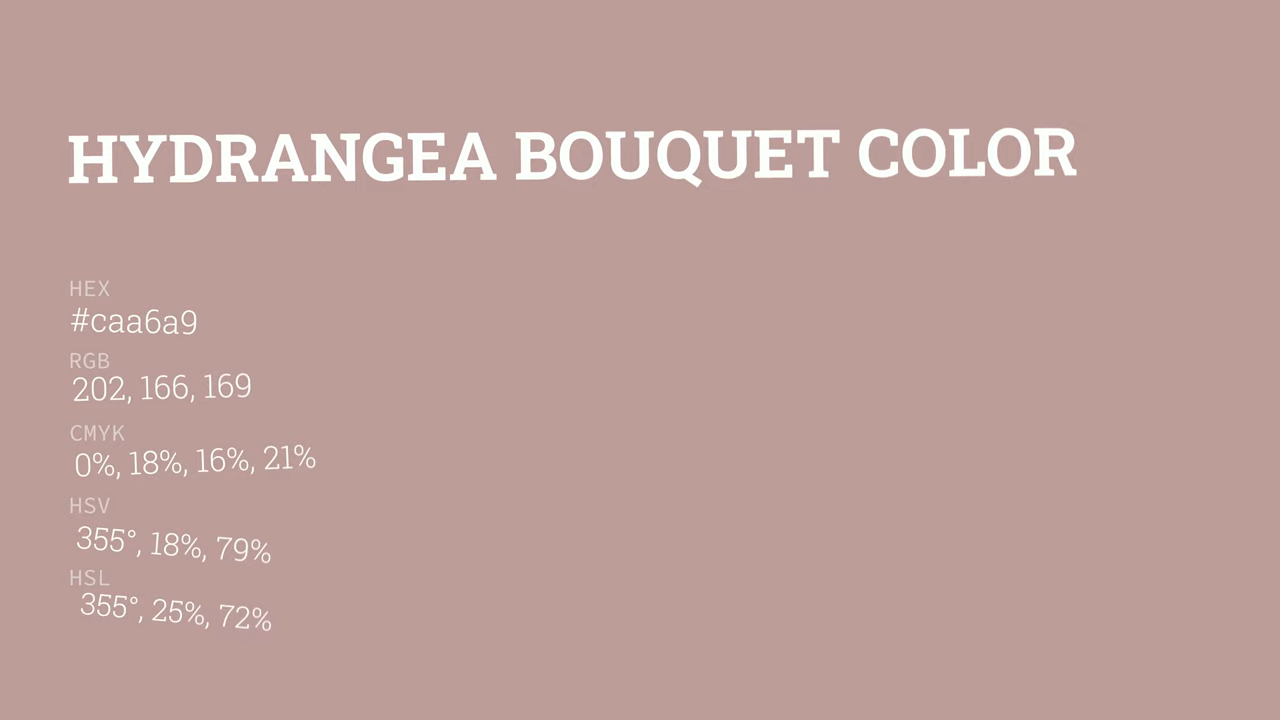 HYDRANGEA BOUQUET COLOR
HEX
#caa6a9
RGB
202, 166, 169
CMYK
0%, 18%, 16%, 21%
HSV
355°, 18%, 79%
HSL
355°, 25%, 72%